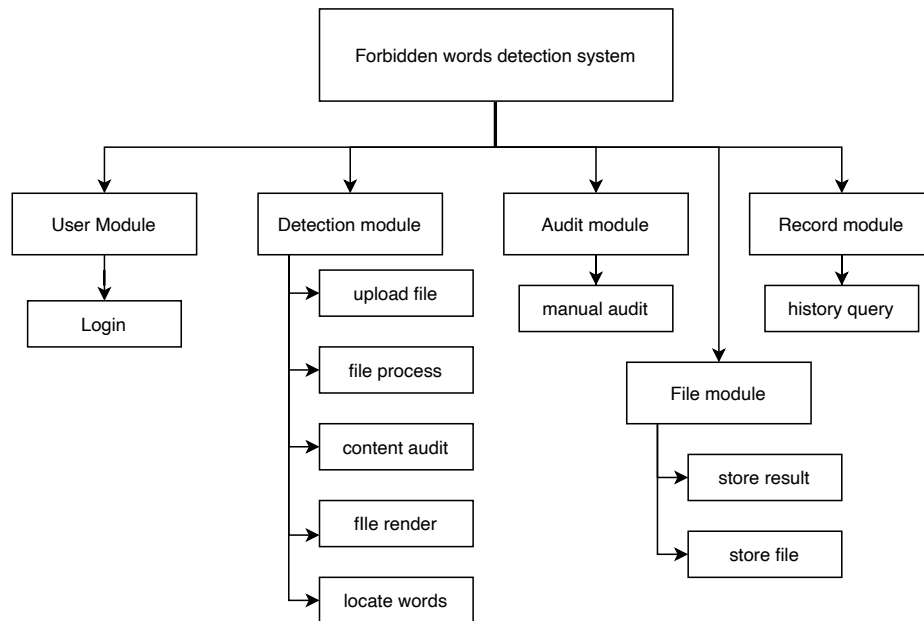 Forbidden words detection system
User Module
Detection module
Audit module
Record module
Login
upload file
file process
content audit
fIle render
locate words
manual audit
history query
File module
store result
store file